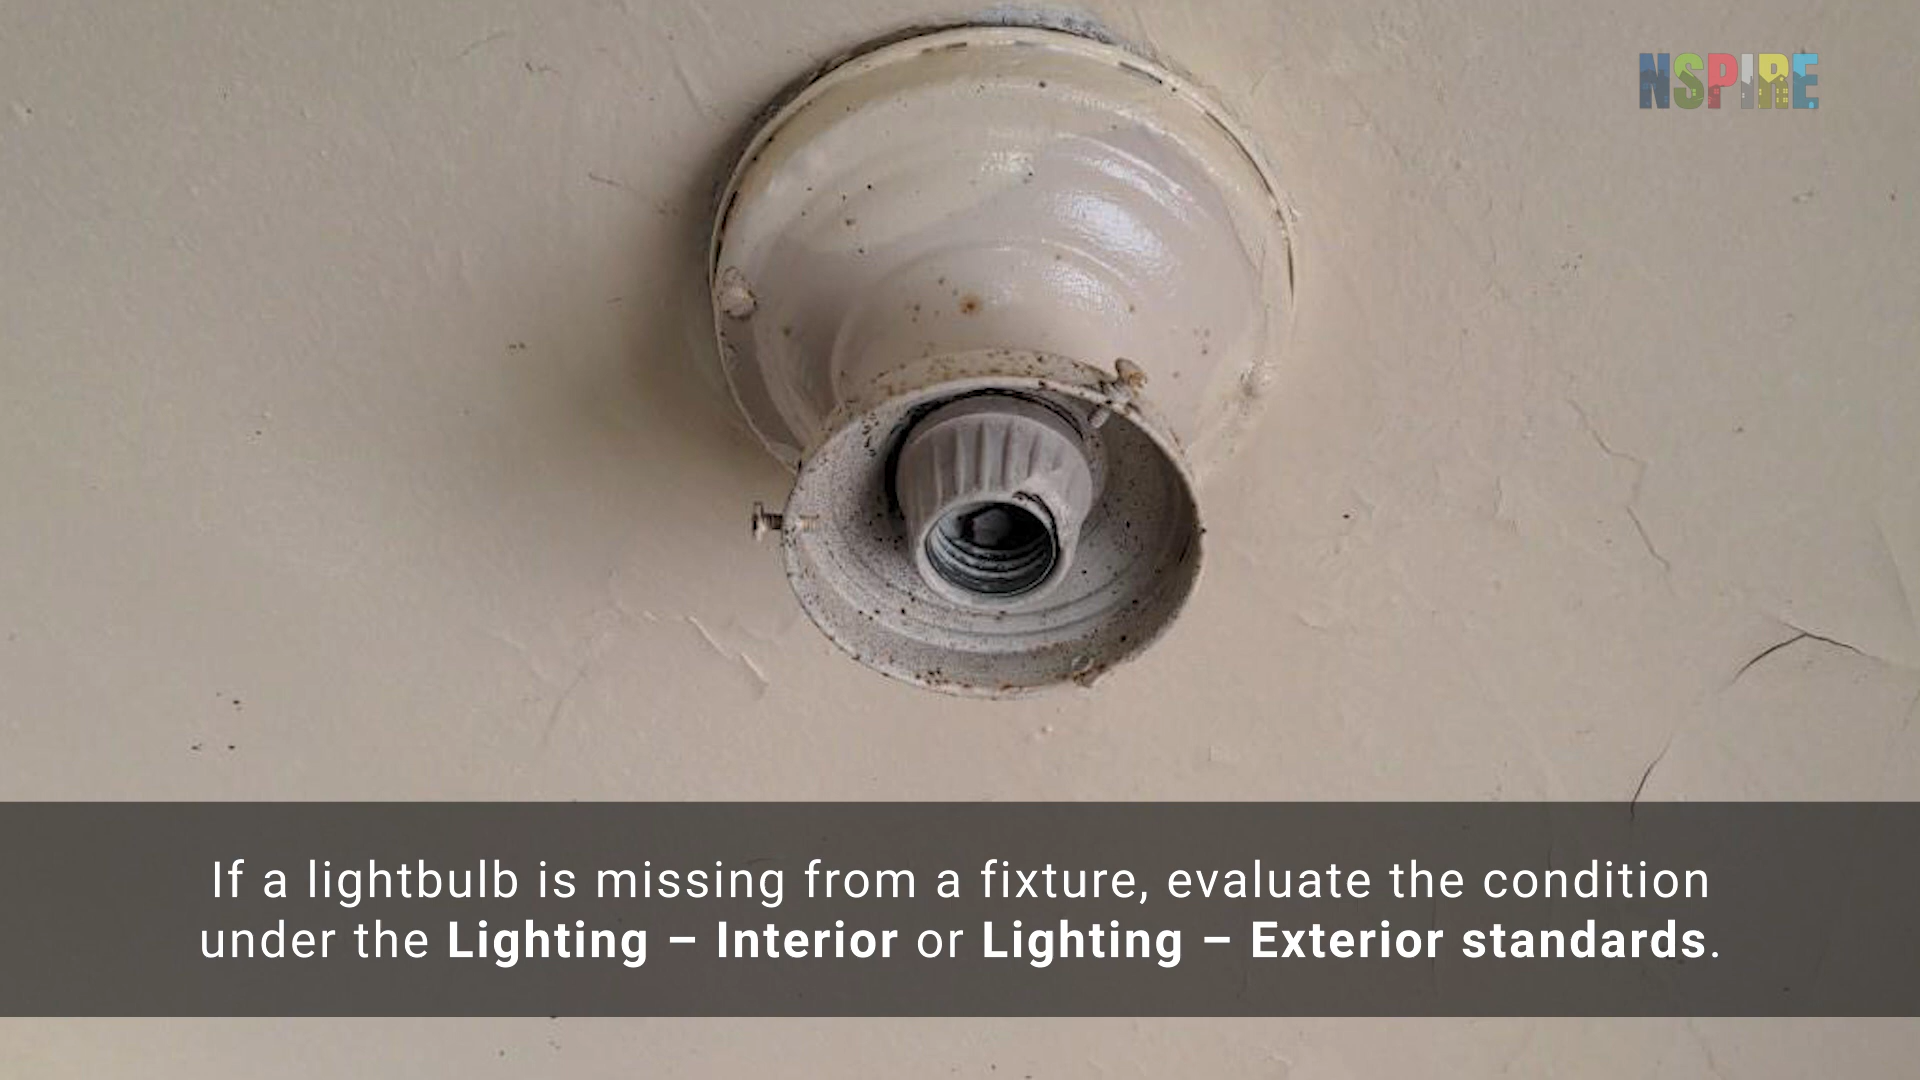 NSPIRE
If a lightbulb is missing from a fixture, evaluate the condition
under the Lighting – Interior or Lighting – Exterior standards.